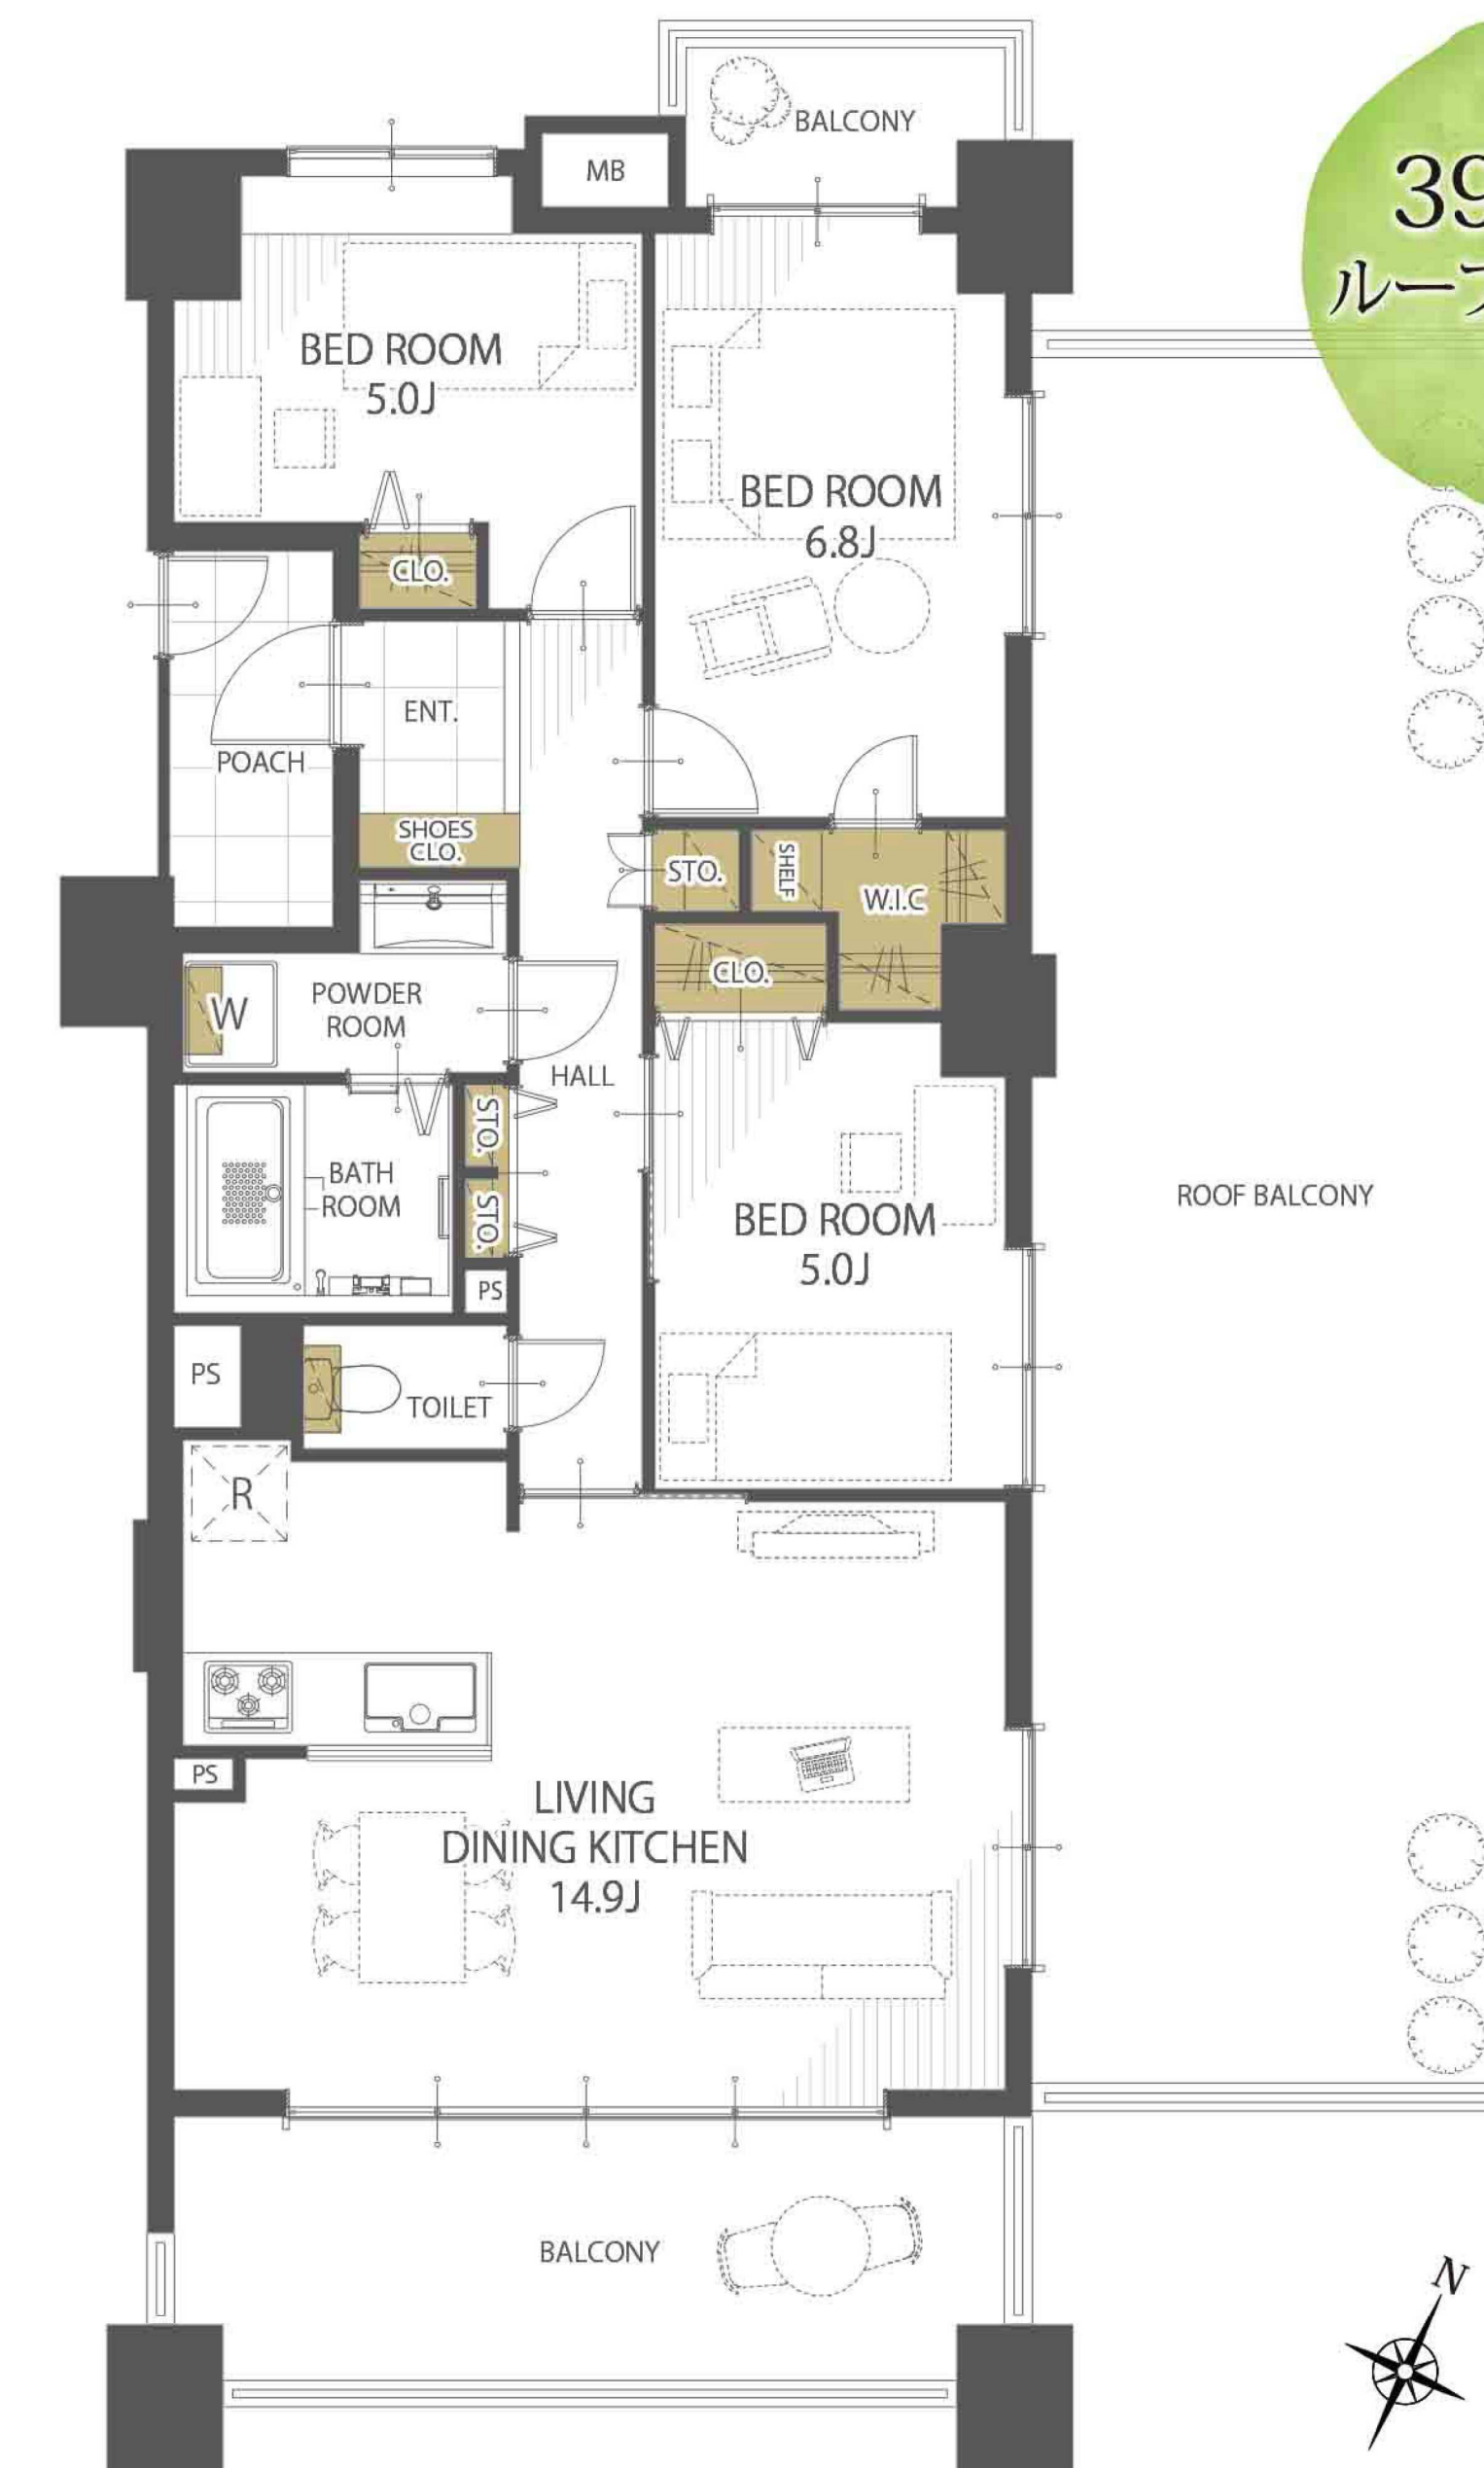 BALCONY
MB
39
ルーフ
BED ROOM
5.0J
BED ROOM
6.8J
CLO.
ENT.
POACH
SHOES
CLO.
STO.
SHELF
W.I.C
CLO.
W
POWDER
ROOM
HALL
STO.
BATH
ROOM
STO.
ROOF BALCONY
BED ROOM
5.0J
PS
PS
TOILET
R
PS
LIVING
DINING KITCHEN
14.9J
BALCONY
N